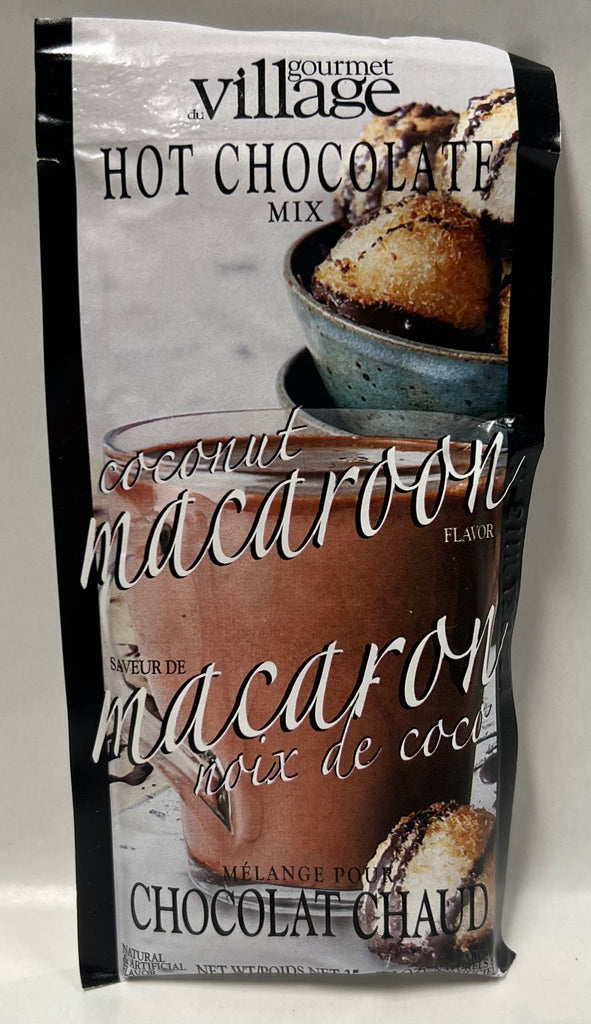 gourmet
du village
HOT CHOCOLATE
MIX
coconut
macaroon
FLAVOR
SAVEUR DE
macaron
noix de coco
MÉLANGE POUR
CHOCOLAT CHAUD
NATURAL
& ARTIFICIAL
FLAVOR
NET WT/POIDS NET